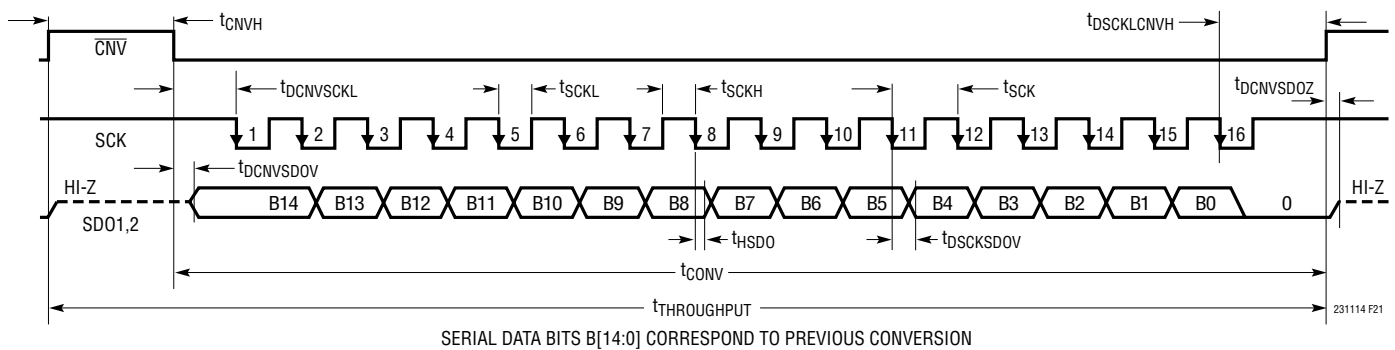 tCNVH
tDSCKLCNVH
CNV
tDCNVSCKL
tSCKL
tSCKH
tSCK
tDCNVSDOZ
SCK
1 2 3 4 5 6 7 8 9 10 11 12 13 14 15 16
tDCNVSDOV
HI-Z
HI-Z
B14 B13 B12 B11 B10 B9 B8 B7 B6 B5 B4 B3 B2 B1 B0 0
SDO1,2
tHSDO
tDSCKSDOV
tCONV
tTHROUGHPUT
231114 F21
SERIAL DATA BITS B[14:0] CORRESPOND TO PREVIOUS CONVERSION